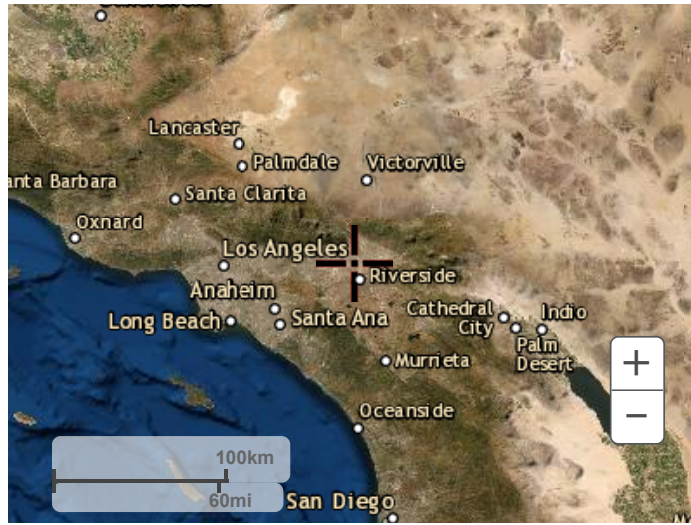 Lancaster
Palmdale
Victorville
anta Barbara
Santa Clarita
Oxnard
Los Angeles
Riverside
Anaheim
Cathedral
City
Indio
Long Beach
Santa Ana
Palm
Desert
+
Murrieta
−
Oceanside
100km
60mi
San Diego